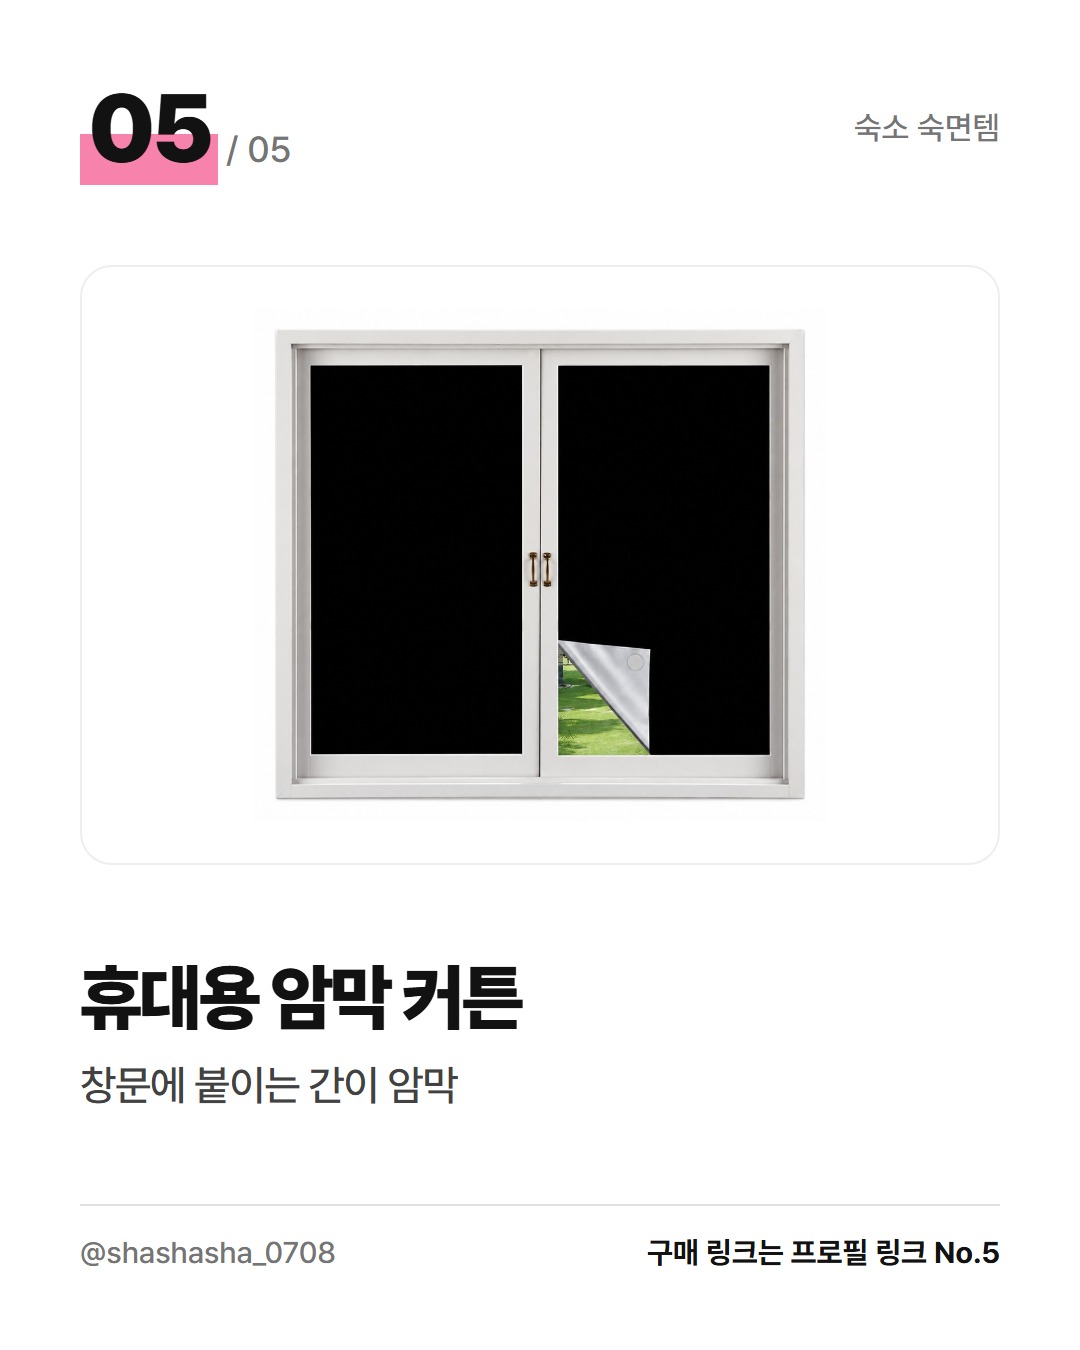 05 / 05
숙소 숙면템
휴대용 암막 커튼
창문에 붙이는 간이 암막
@shashasha_0708
구매 링크는 프로필 링크 No.5